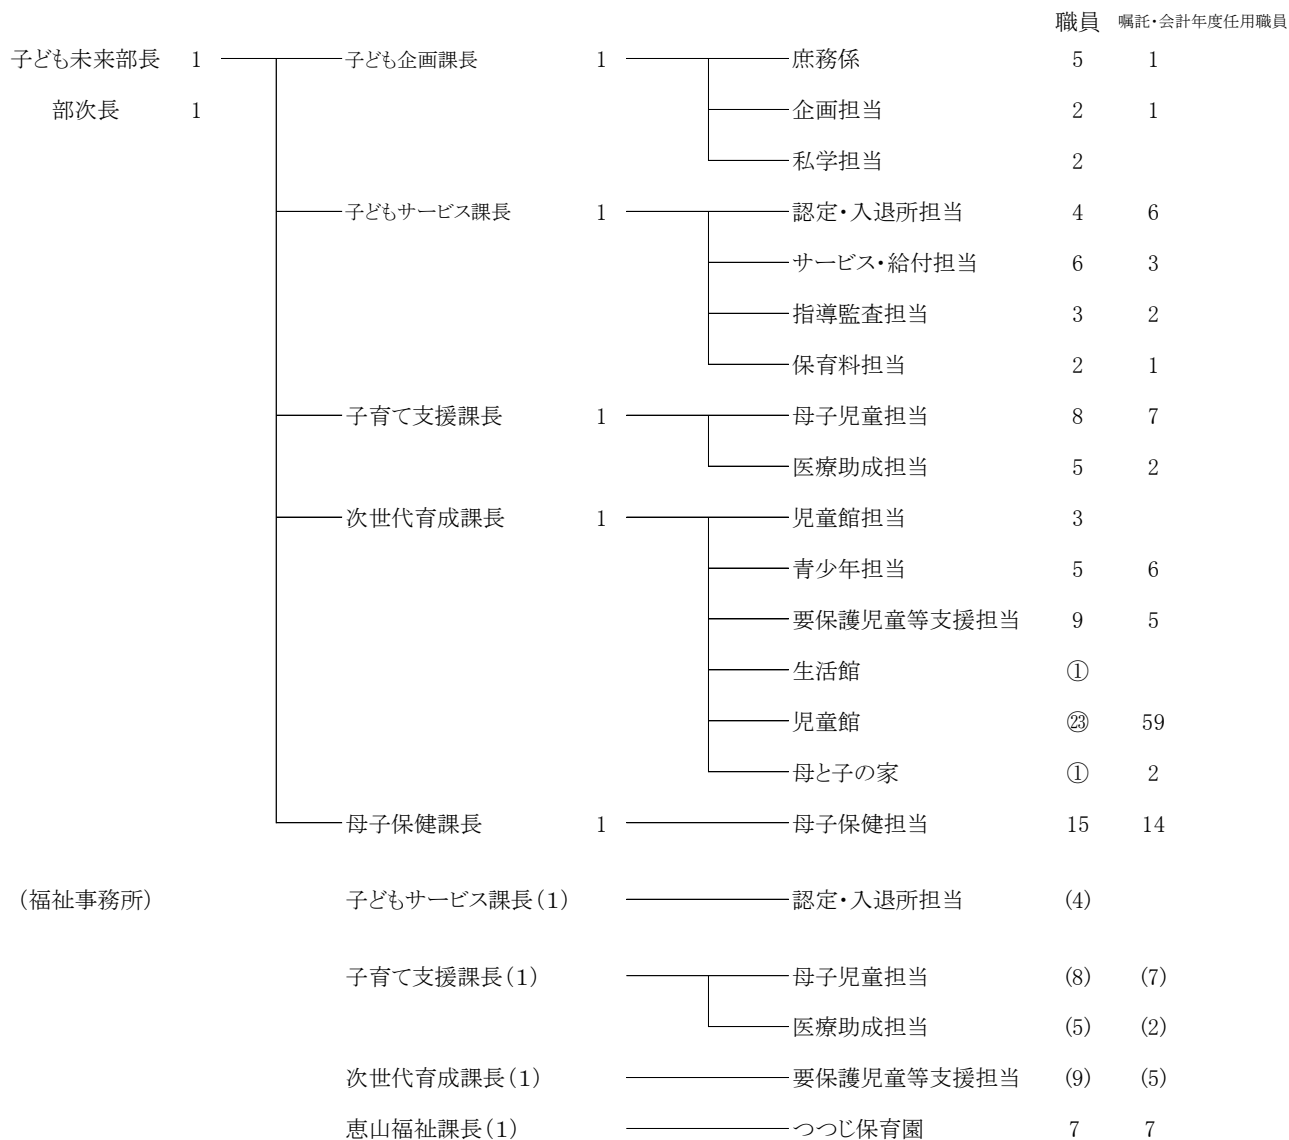 職員 嘱託・会計年度任用職員
子ども未来部長 1 子ども企画課長 1 庶務係 5 1
部次長 1 企画担当 2 1
私学担当 2
子どもサービス課長 1 認定・入退所担当 4 6
サービス・給付担当 6 3
指導監査担当 3 2
保育料担当 2 1
子育て支援課長 1 母子児童担当 8 7
医療助成担当 5 2
次世代育成課長 1 児童館担当 3
青少年担当 5 6
要保護児童等支援担当 9 5
生活館 ①
児童館 ㉓ 59
母と子の家 ① 2
母子保健課長 1 母子保健担当 15 14
（福祉事務所） 子どもサービス課長（1） 認定・入退所担当 (4)
子育て支援課長（1） 母子児童担当 (8) (7)
医療助成担当 (5) (2)
次世代育成課長（1） 要保護児童等支援担当 (9) (5)
恵山福祉課長（1） つつじ保育園 7 7